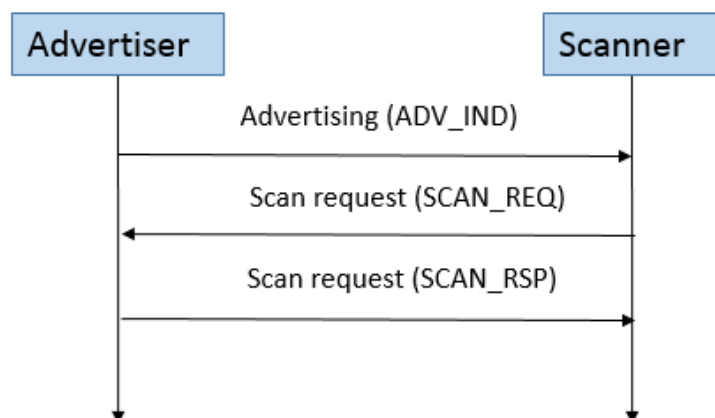 Advertiser
Scanner
Advertising (ADV_IND)
Scan request (SCAN_REQ)
Scan request (SCAN_RSP)